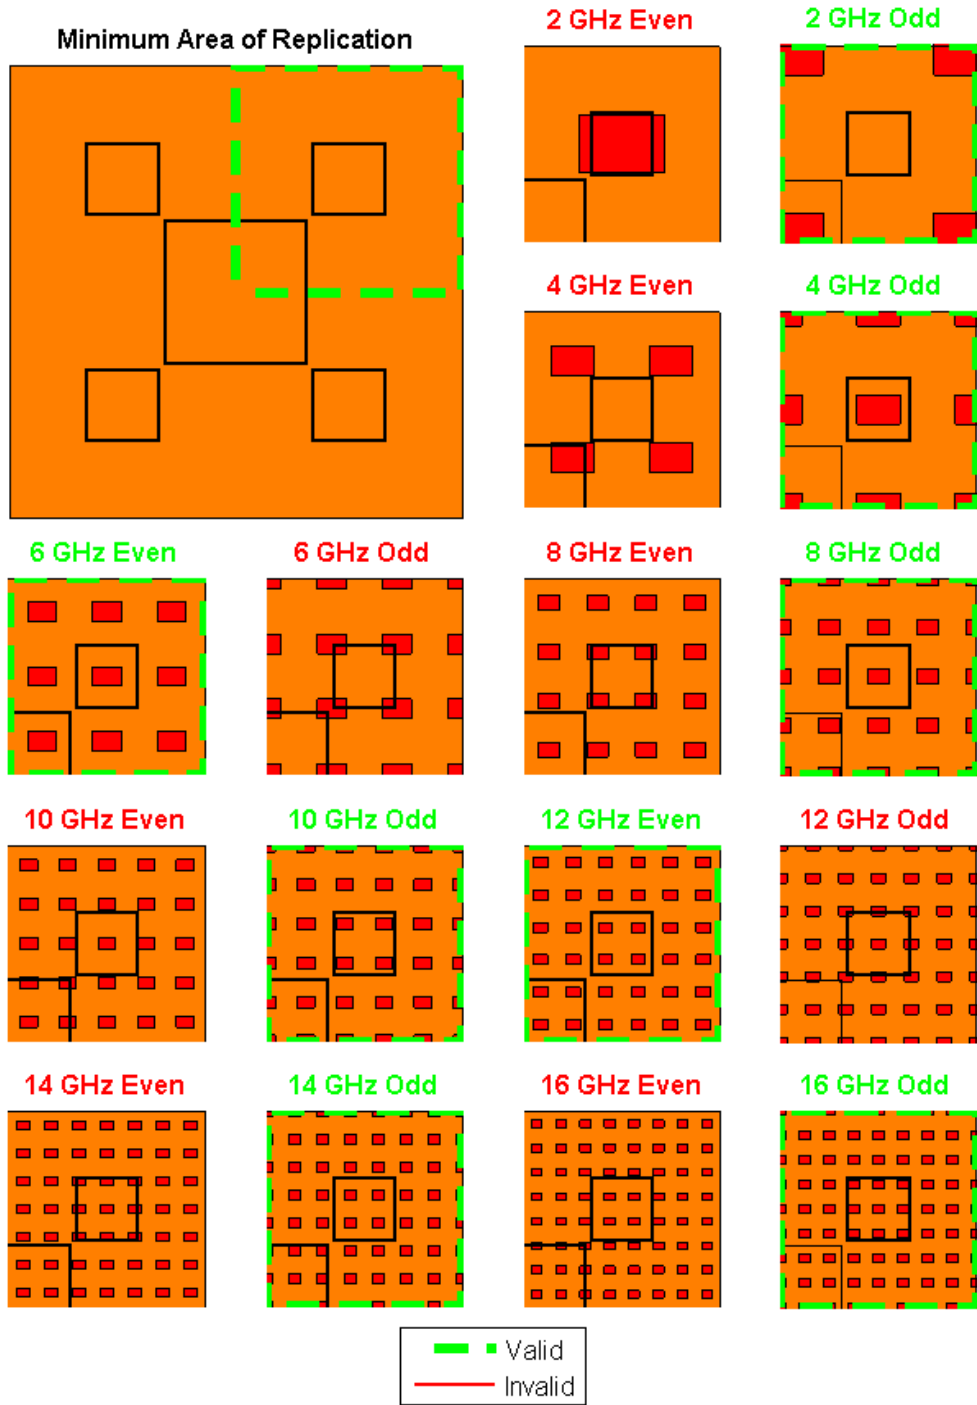 Minimum Area of Replication
2 GHz Even
2 GHz Odd
4 GHz Even
4 GHz Odd
6 GHz Even
6 GHz Odd
8 GHz Even
8 GHz Odd
10 GHz Even
10 GHz Odd
12 GHz Even
12 GHz Odd
14 GHz Even
14 GHz Odd
16 GHz Even
16 GHz Odd
Valid
Invalid